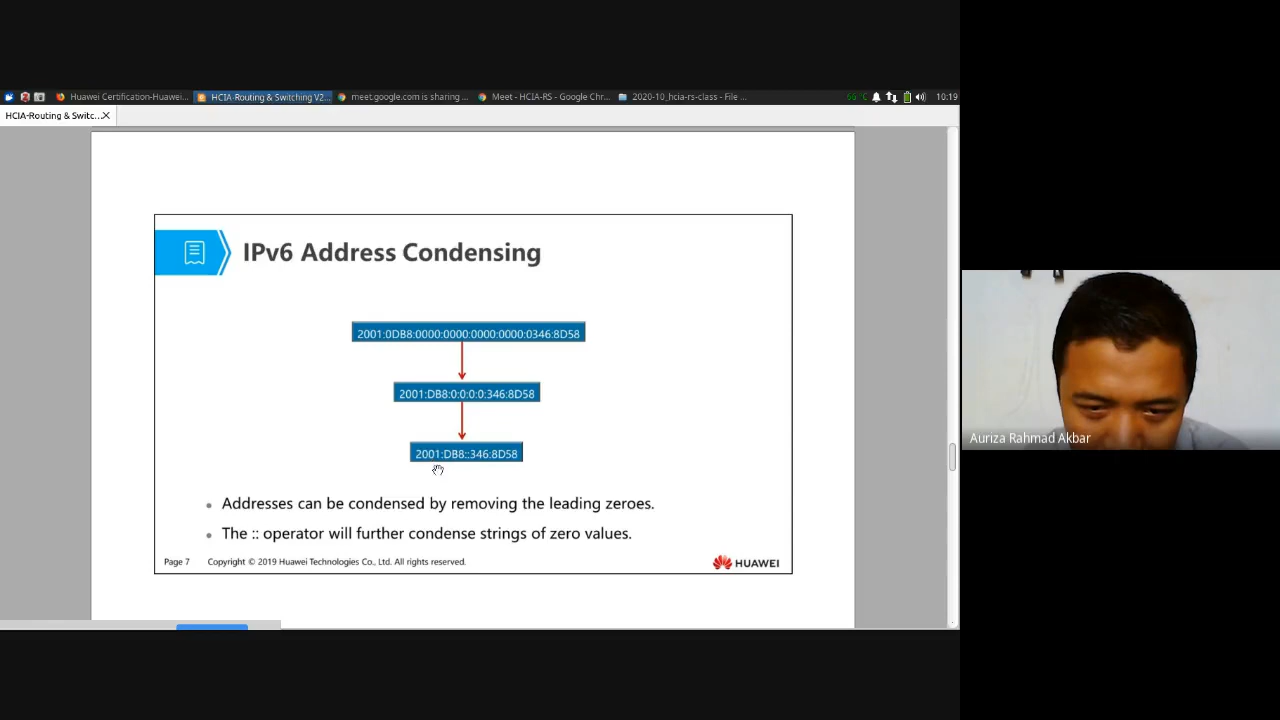 Huawei Certification-Huawei...
HCIA-Routing & Switching V2...
meet.google.com is sharing ...
Meet - HCIA-RS - Google Chr...
2020-10_hcia-rs-class - File ...
66°C
10:19
HCIA-Routing & Switc...
IPv6 Address Condensing
2001:0DB8:0000:0000:0000:0000:0346:8D58
2001:DB8:0:0:0:0:346:8D58
2001:DB8::346:8D58
Auriza Rahmad Akbar
• Addresses can be condensed by removing the leading zeroes.
• The :: operator will further condense strings of zero values.
Page 7 Copyright © 2019 Huawei Technologies Co., Ltd. All rights reserved.
HUAWEI